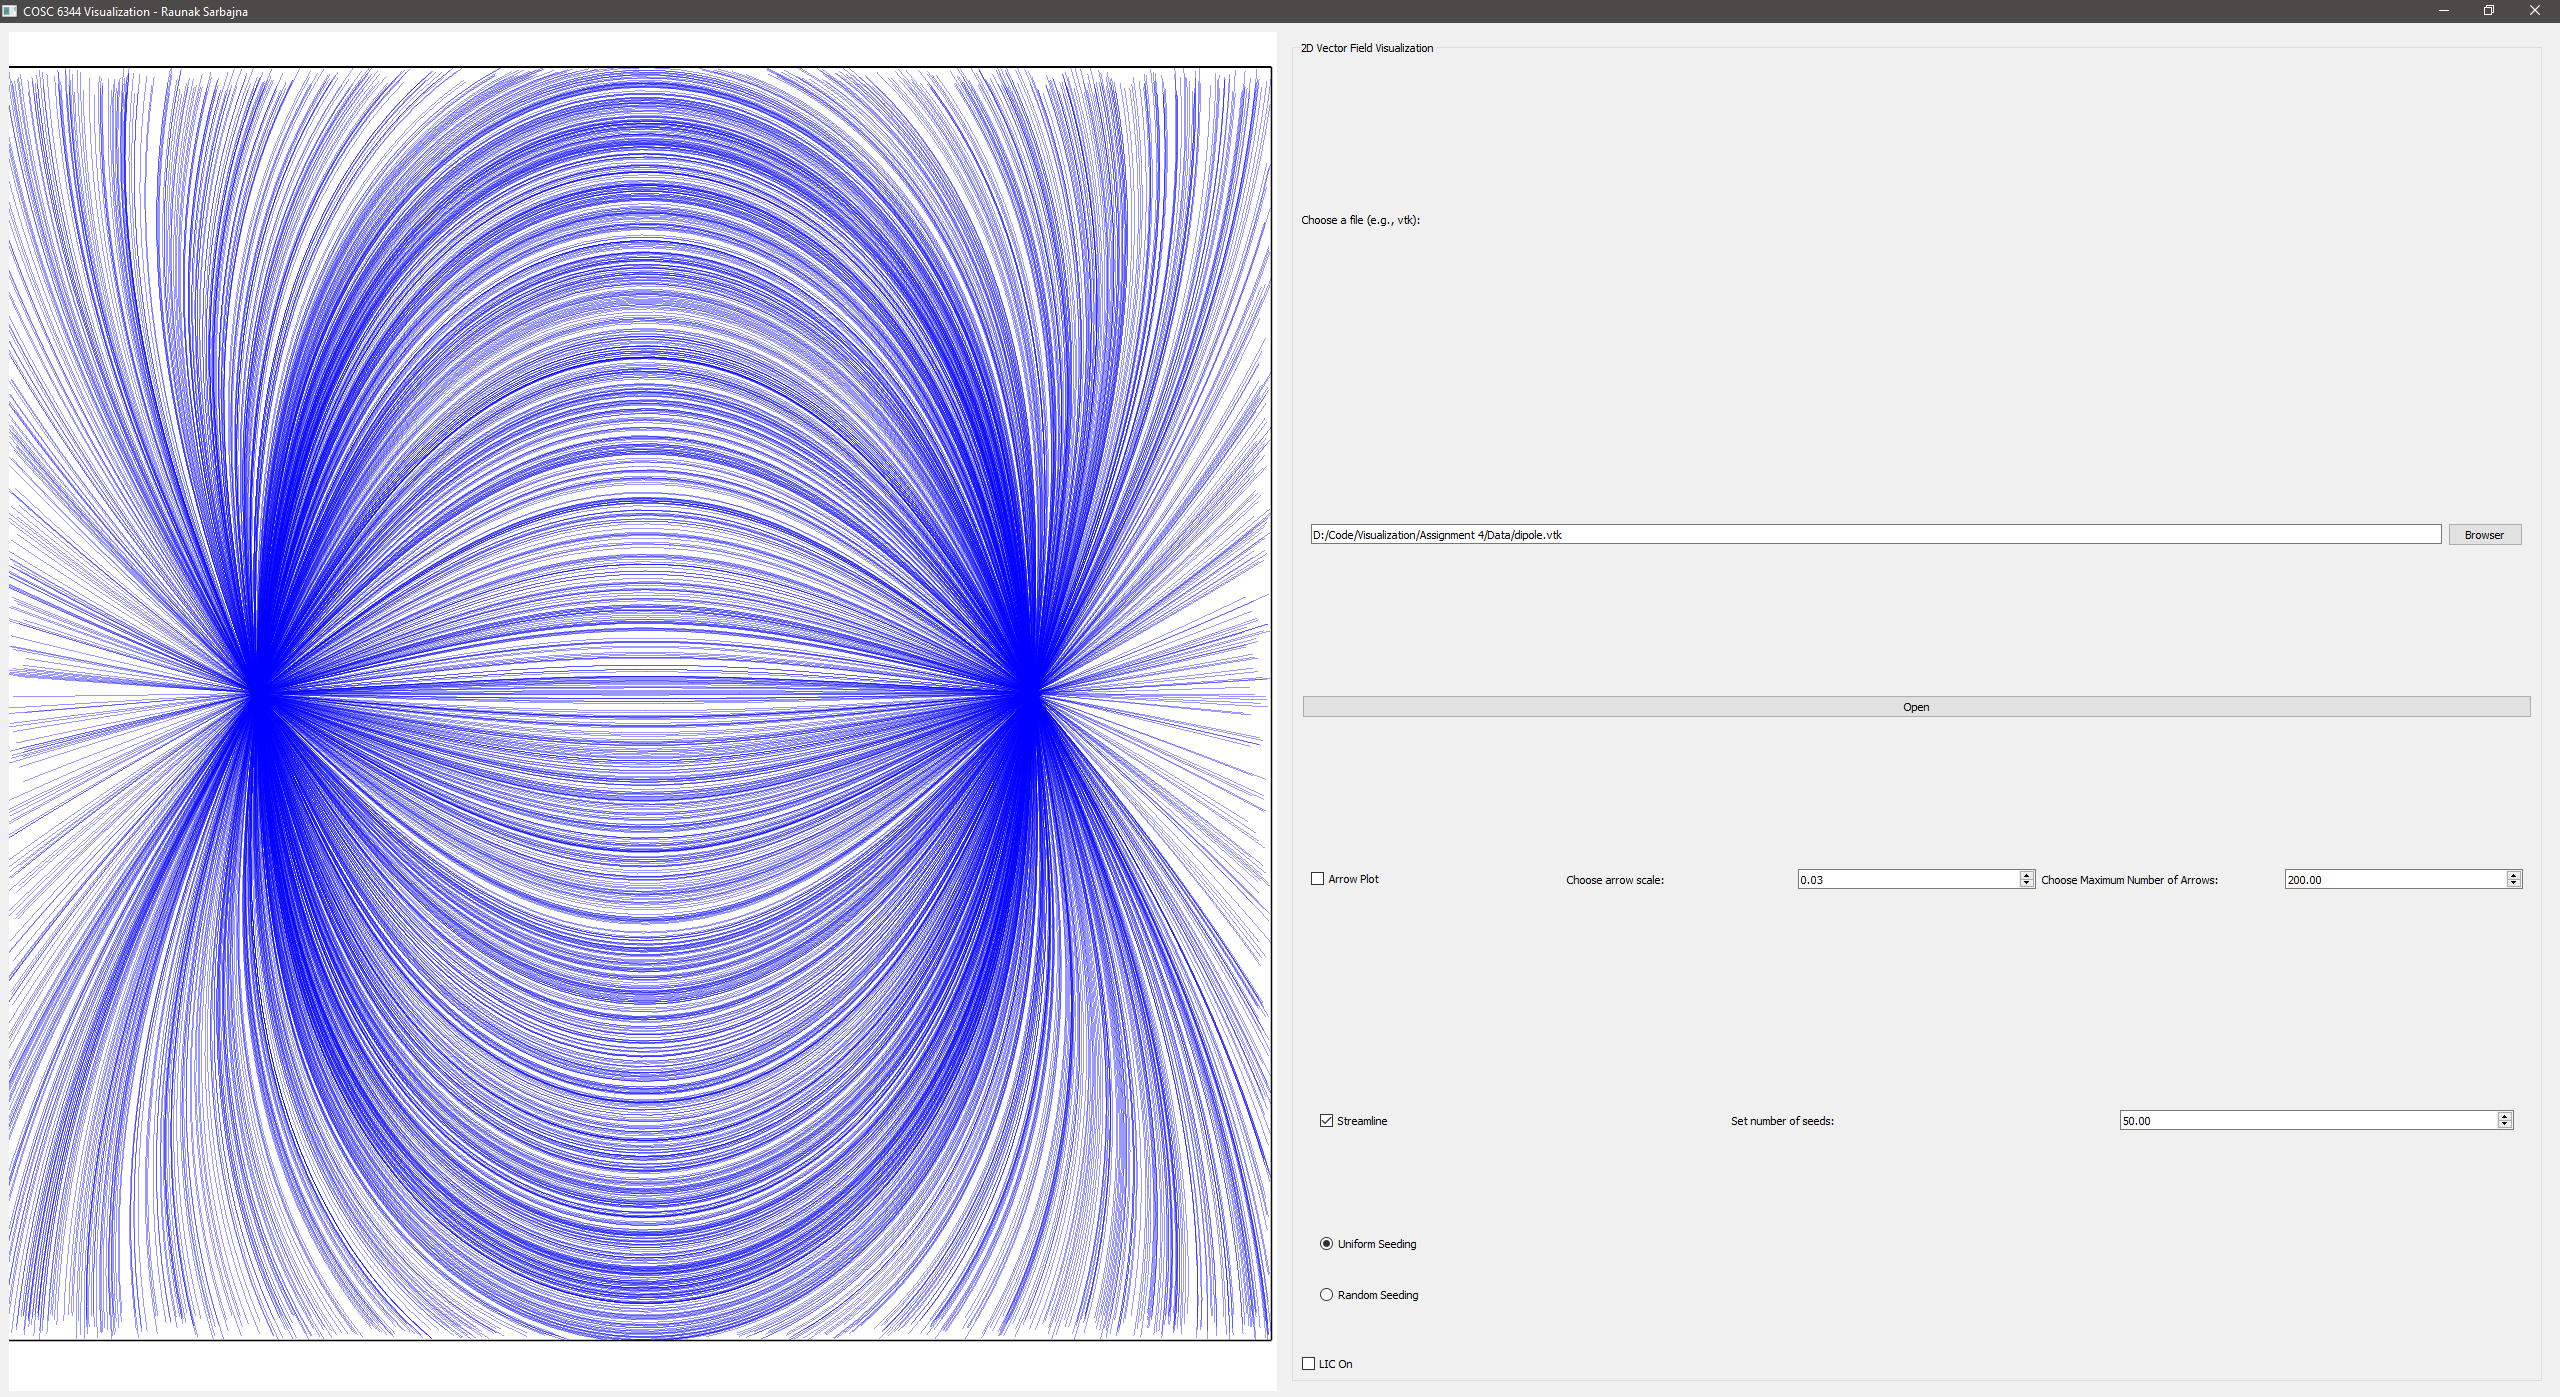 COSC 6344 Visualization - Raunak Sarbajna
2D Vector Field Visualization
Choose a file (e.g., vtk):
D:/Code/Visualization/Assignment 4/Data/dipole.vtk Browser
Open
Arrow Plot Choose arrow scale: 0.03 Choose Maximum Number of Arrows: 200.00
Streamline Set number of seeds: 50.00
Uniform Seeding
Random Seeding
LIC On